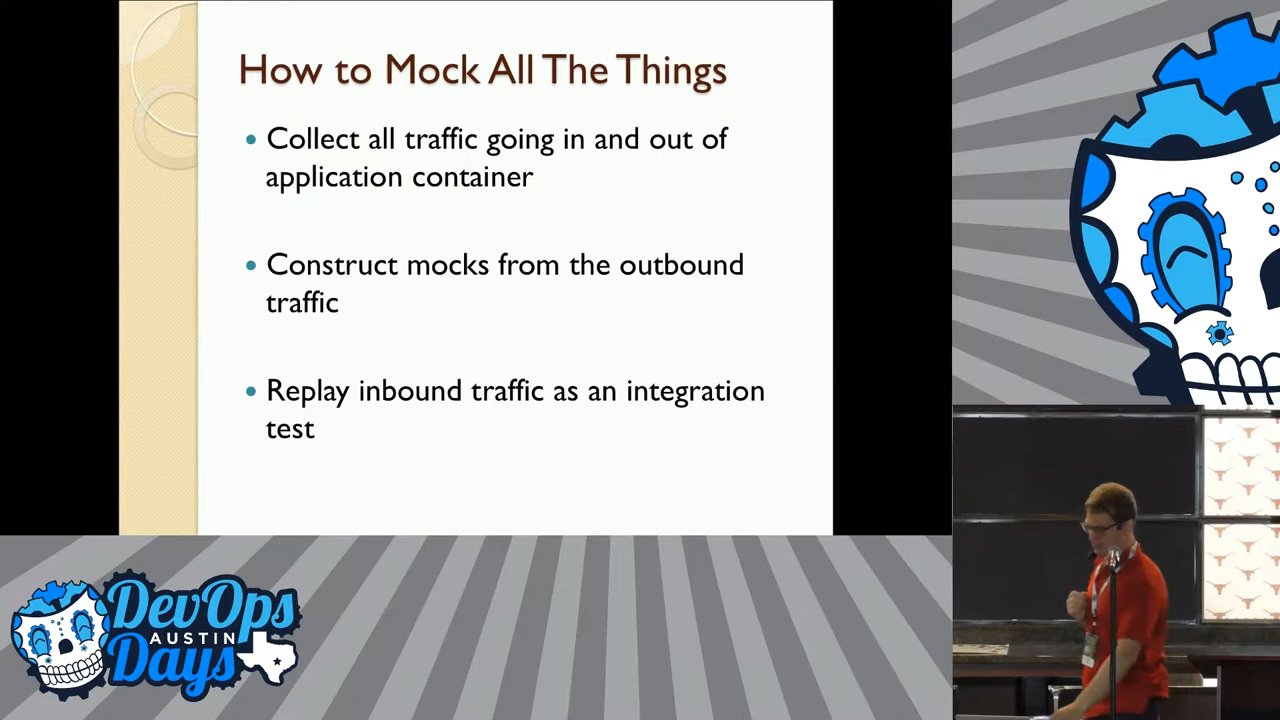 How to Mock All The Things
• Collect all traffic going in and out of
application container
• Construct mocks from the outbound
traffic
• Replay inbound traffic as an integration
test
DevOps
AUSTIN
Days